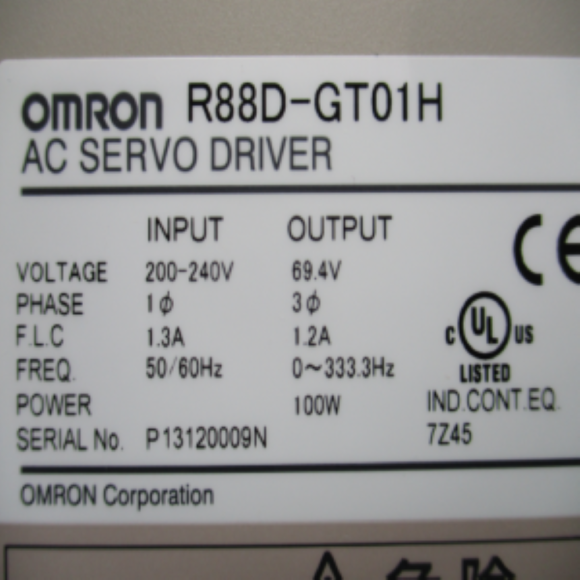 OMRON R88D-GT01H
AC SERVO DRIVER
INPUT OUTPUT
VOLTAGE 200-240V 69.4V
PHASE 1ϕ 3ϕ
F.L.C 1.3A 1.2A
FREQ. 50/60Hz 0~333.3Hz
POWER 100W
SERIAL No. P13120009N
CE
C UL US
LISTED
IND.CONT.EQ.
7Z45
OMRON Corporation
危険